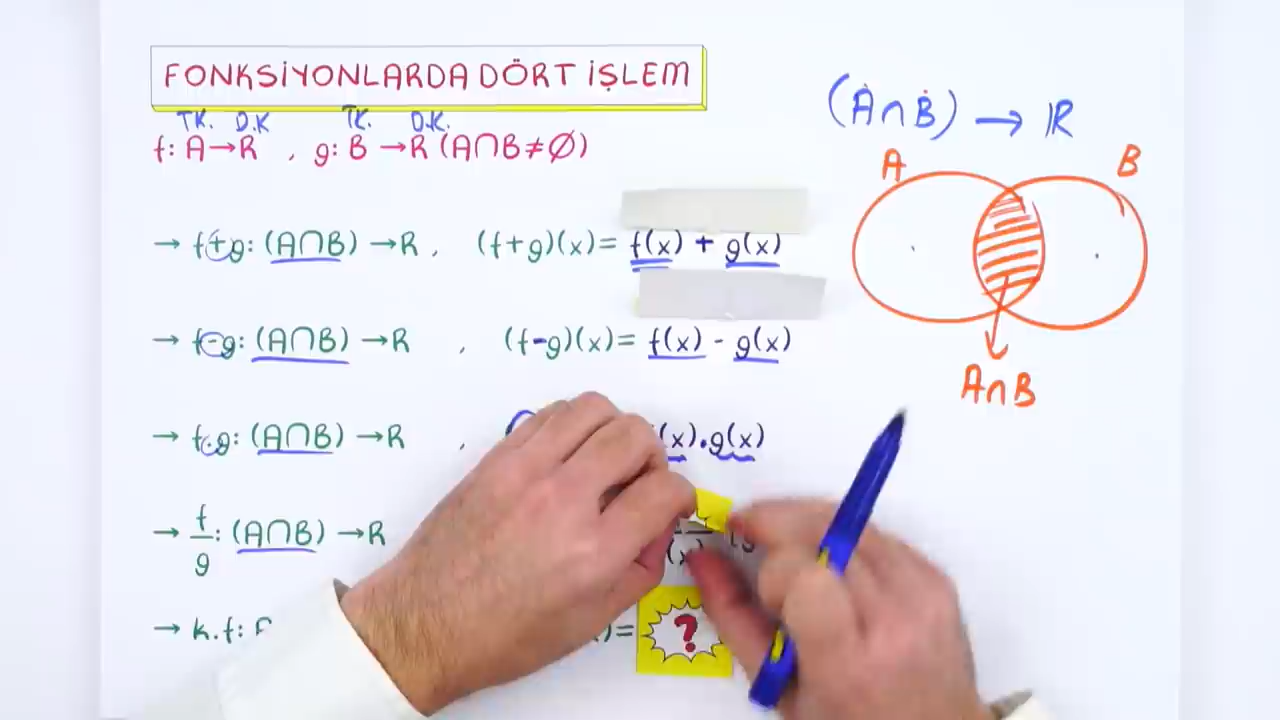 FONKSİYONLARDA DÖRT İŞLEM
T.K. D.K T.K. D.K.
f: A→R , g: B→R (A∩B≠∅)
→ f+g: (A∩B)→R , (f+g)(x)= f(x) + g(x)
→ f-g: (A∩B)→R , (f-g)(x)= f(x) - g(x)
→ f.g: (A∩B)→R , (x).g(x)
→ f/g: (A∩B)→R (x)
→ k.f: )= ?
(A∩B) → R
A B
A∩B